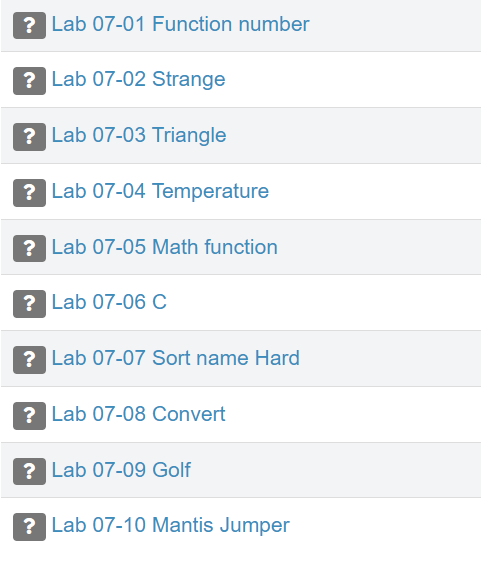 ? Lab 07-01 Function number
? Lab 07-02 Strange
? Lab 07-03 Triangle
? Lab 07-04 Temperature
? Lab 07-05 Math function
? Lab 07-06 C
? Lab 07-07 Sort name Hard
? Lab 07-08 Convert
? Lab 07-09 Golf
? Lab 07-10 Mantis Jumper